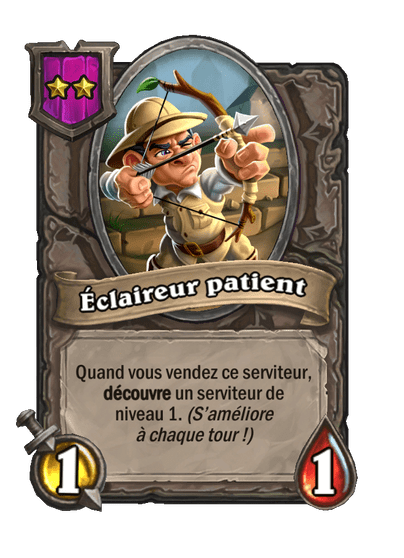 Éclaireur patient
Quand vous vendez ce serviteur,
découvre un serviteur de
niveau 1. (S’améliore
à chaque tour !)
1
1